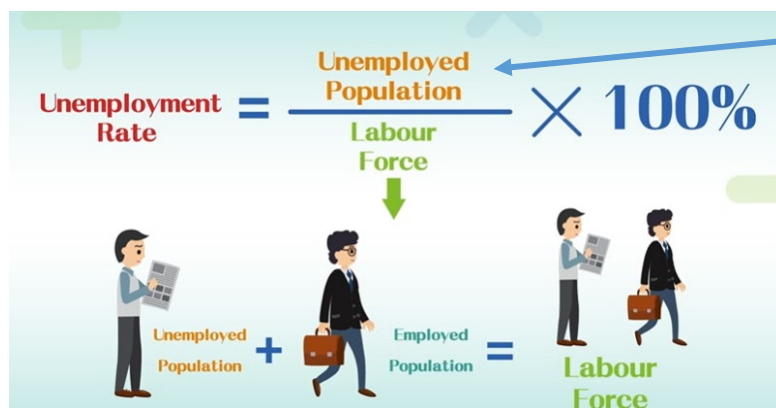 Unemployment
Rate
=
Unemployed
Population
Labour
Force
× 100%
Unemployed
Population
+
Employed
Population
=
Labour
Force